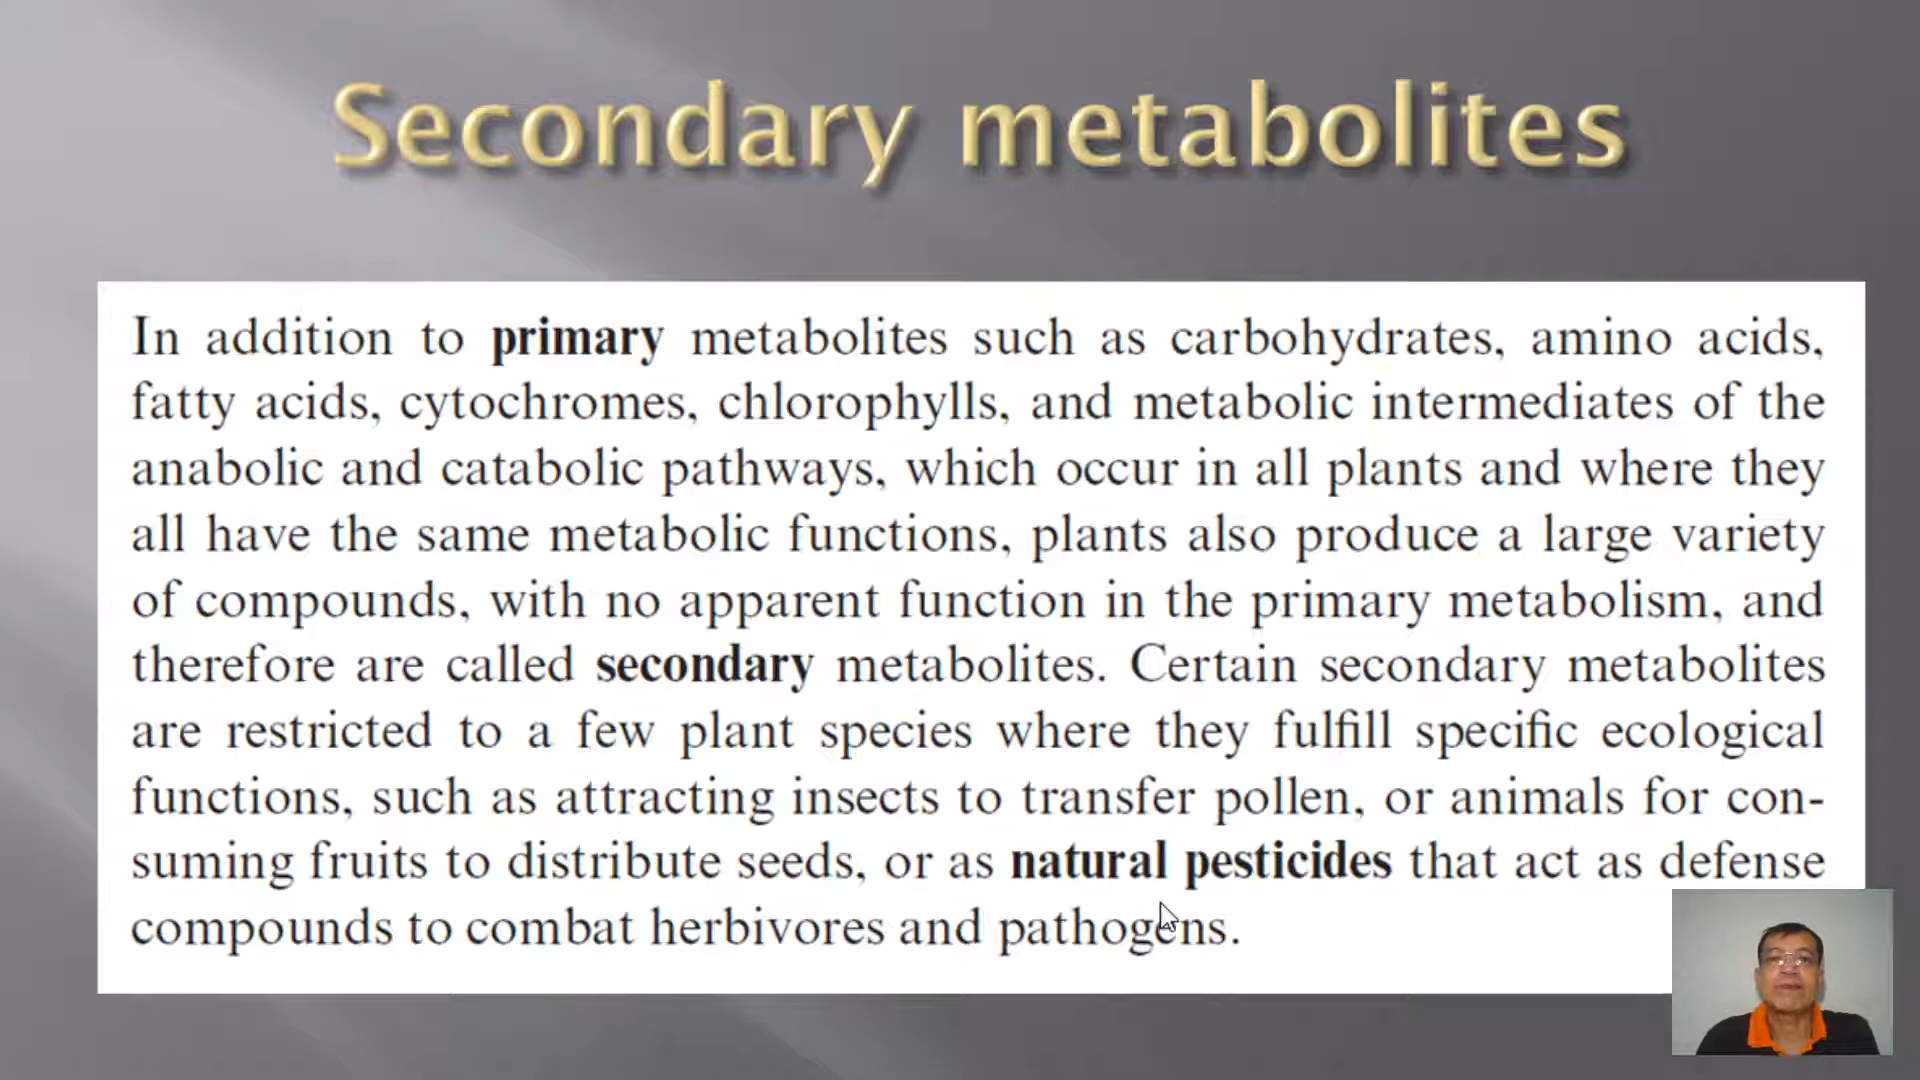 Secondary metabolites
In addition to primary metabolites such as carbohydrates, amino acids,
fatty acids, cytochromes, chlorophylls, and metabolic intermediates of the
anabolic and catabolic pathways, which occur in all plants and where they
all have the same metabolic functions, plants also produce a large variety
of compounds, with no apparent function in the primary metabolism, and
therefore are called secondary metabolites. Certain secondary metabolites
are restricted to a few plant species where they fulfill specific ecological
functions, such as attracting insects to transfer pollen, or animals for con-
suming fruits to distribute seeds, or as natural pesticides that act as defense
compounds to combat herbivores and pathogens.